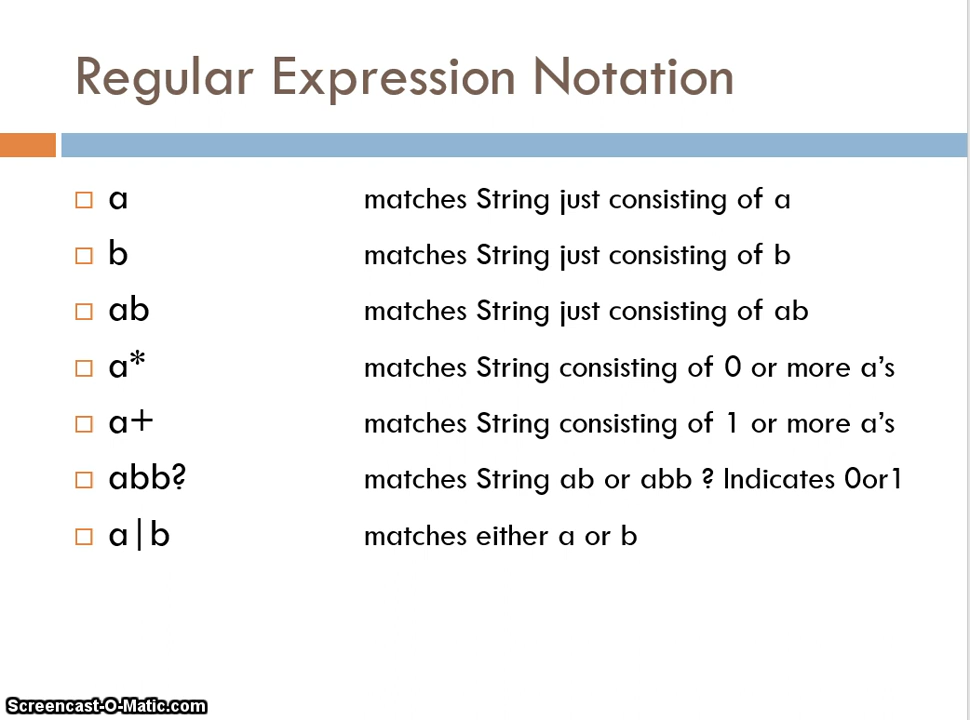 Regular Expression Notation
a matches String just consisting of a
b matches String just consisting of b
ab matches String just consisting of ab
a* matches String consisting of 0 or more a’s
a+ matches String consisting of 1 or more a’s
abb? matches String ab or abb ? Indicates 0or1
a|b matches either a or b
Screencast-O-Matic.com